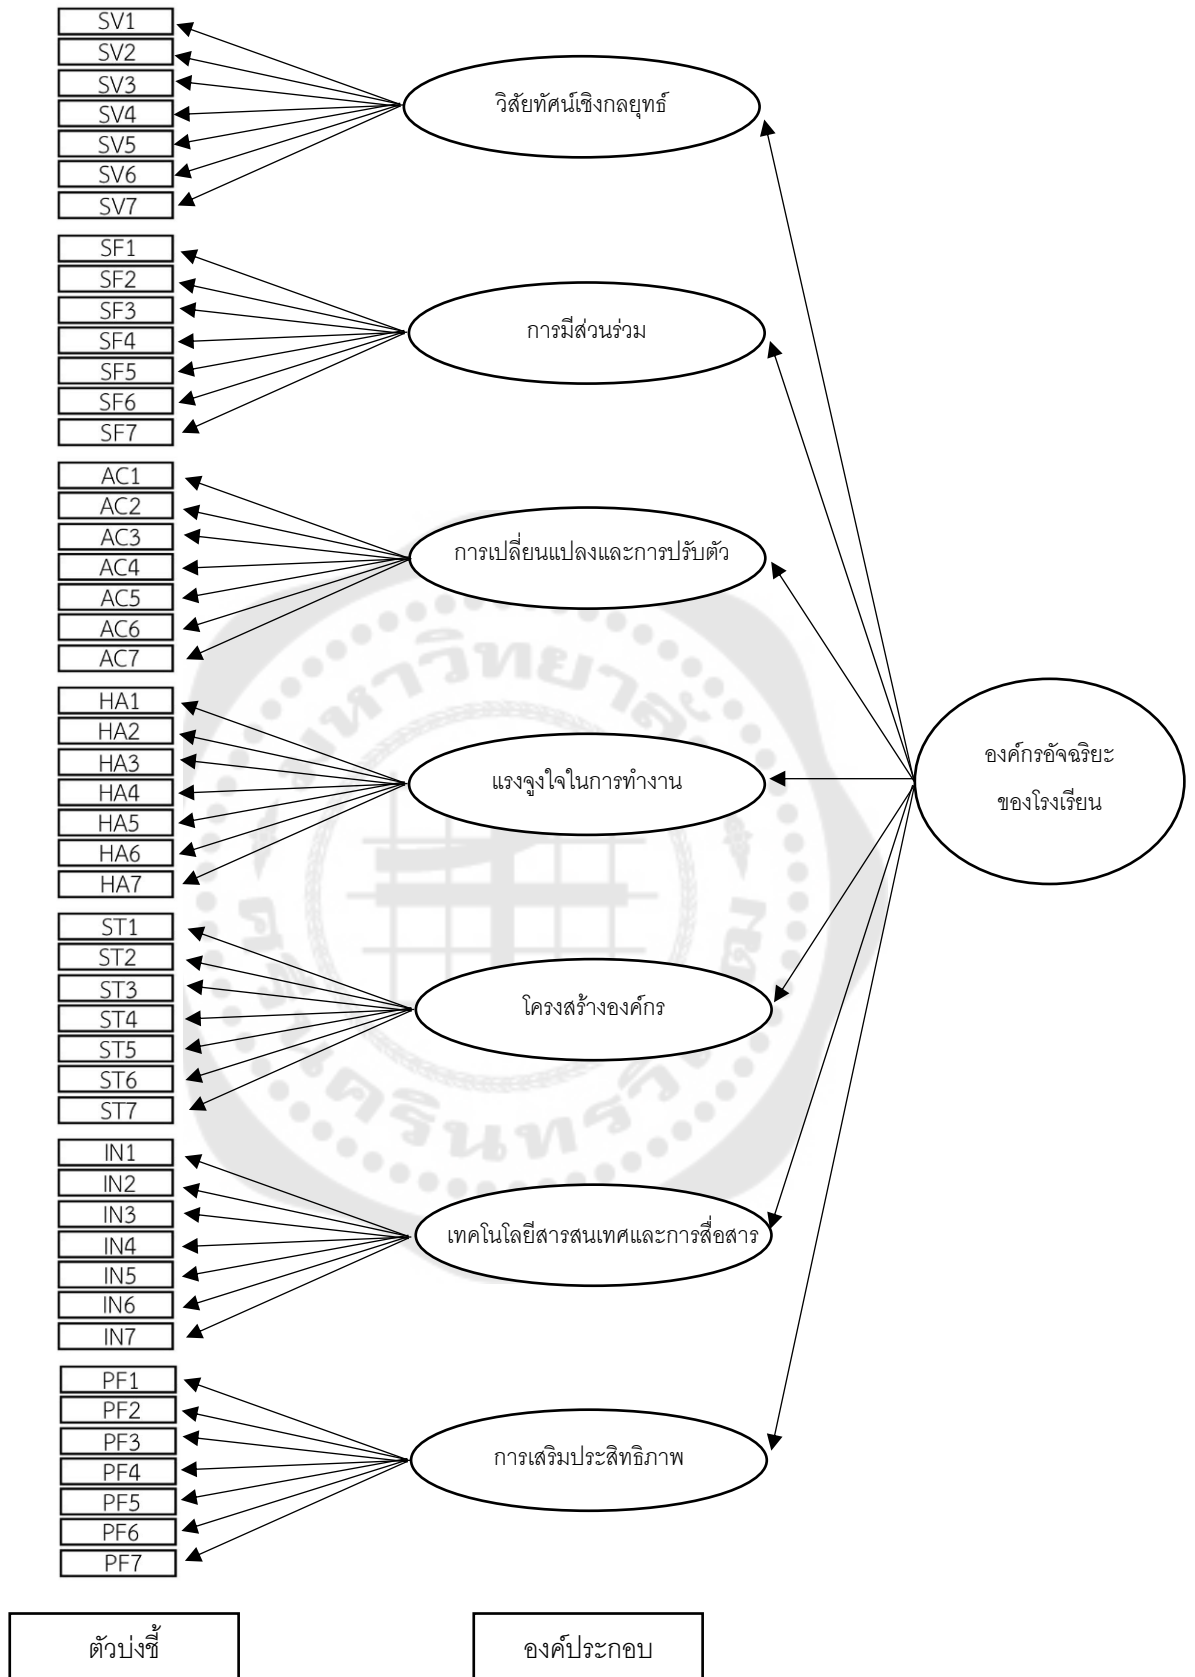 SV1
SV2
SV3
SV4
SV5
SV6
SV7
วิสัยทัศน์เชิงกลยุทธ์
SF1
SF2
SF3
SF4
SF5
SF6
SF7
การมีส่วนร่วม
AC1
AC2
AC3
AC4
AC5
AC6
AC7
การเปลี่ยนแปลงและการปรับตัว
HA1
HA2
HA3
HA4
HA5
HA6
HA7
แรงจูงใจในการทำงาน
องค์กรอัจฉริยะ
ของโรงเรียน
ST1
ST2
ST3
ST4
ST5
ST6
ST7
โครงสร้างองค์กร
IN1
IN2
IN3
IN4
IN5
IN6
IN7
เทคโนโลยีสารสนเทศและการสื่อสาร
PF1
PF2
PF3
PF4
PF5
PF6
PF7
การเสริมประสิทธิภาพ
ตัวบ่งชี้
องค์ประกอบ